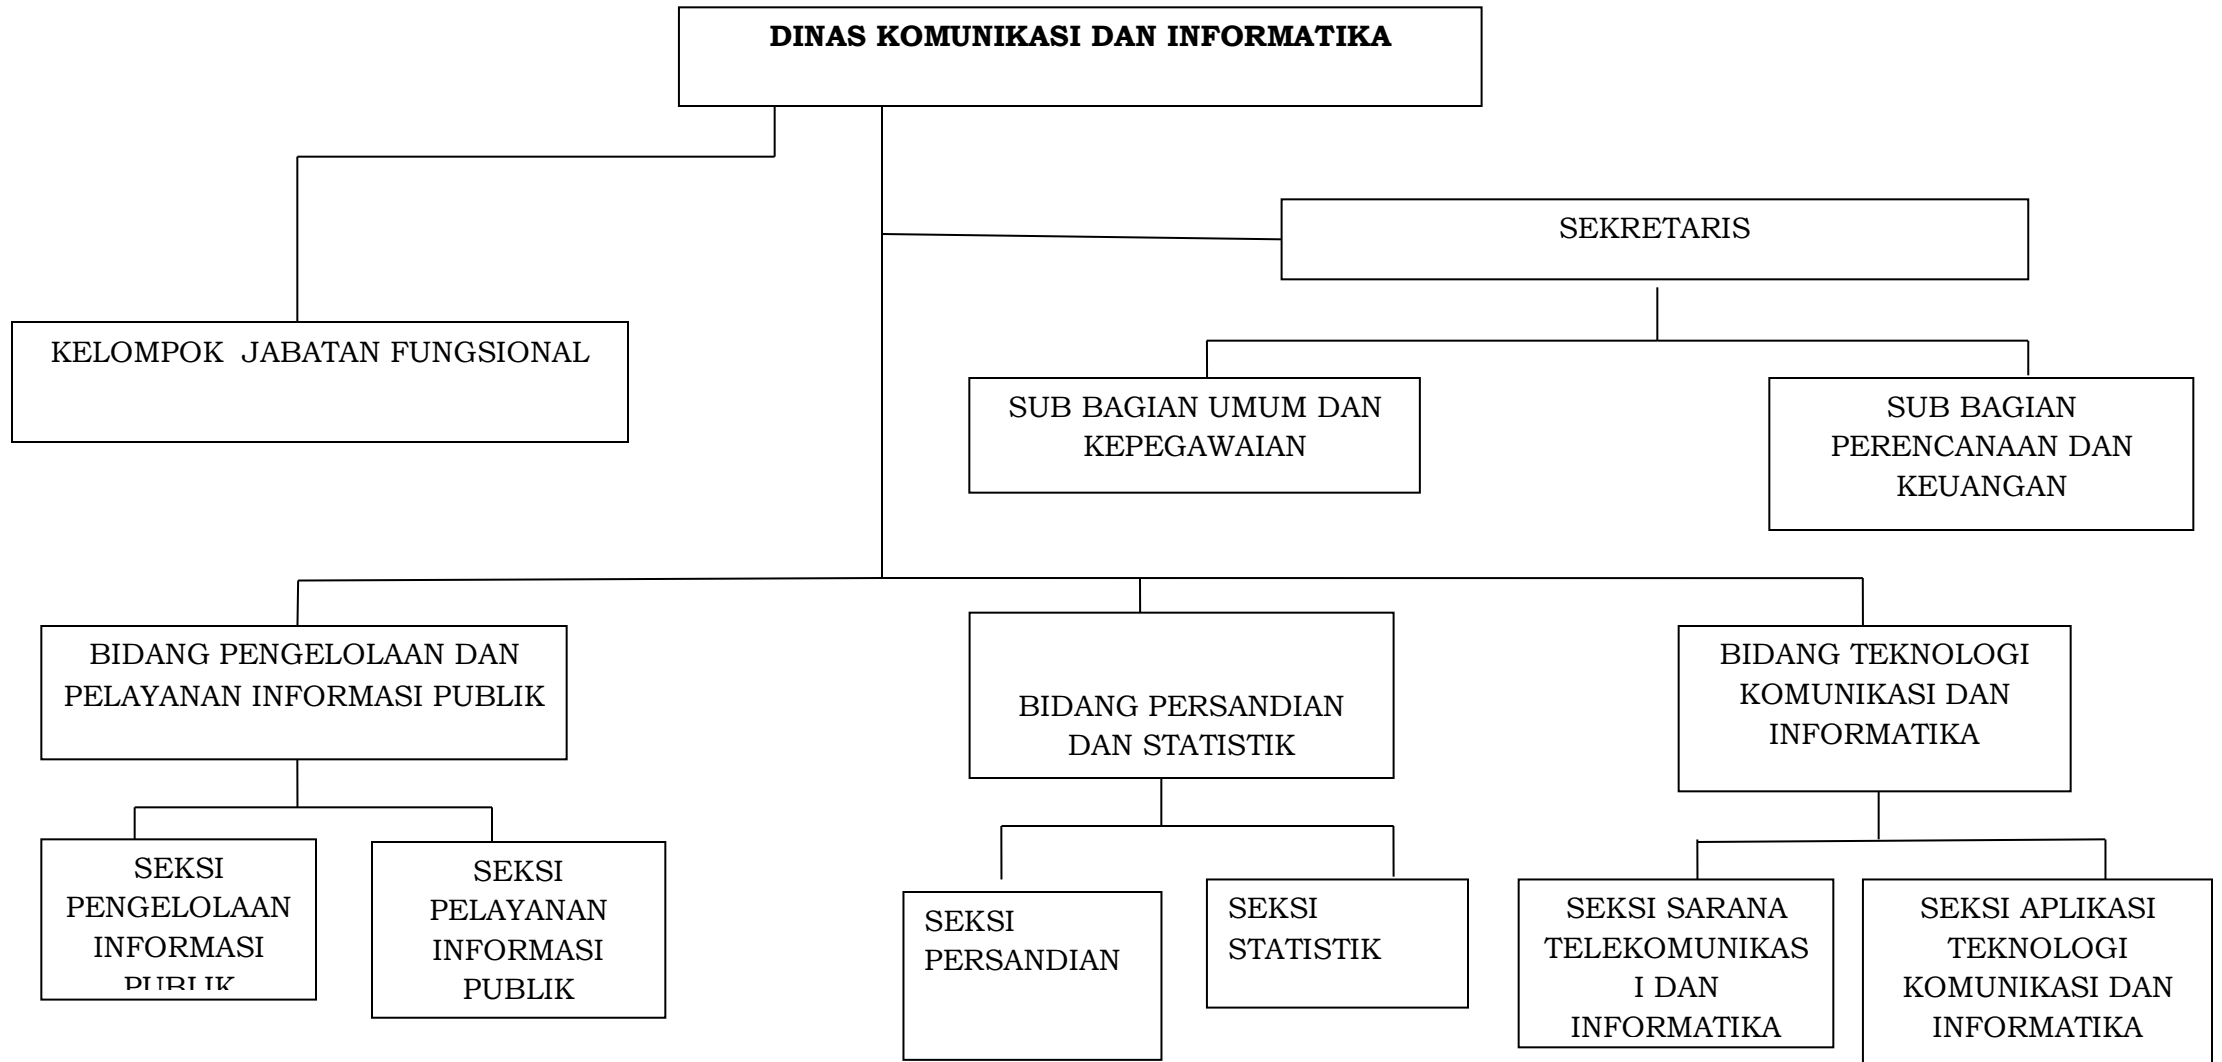 DINAS KOMUNIKASI DAN INFORMATIKA
SEKRETARIS
KELOMPOK  JABATAN FUNGSIONAL
SUB BAGIAN UMUM DAN
KEPEGAWAIAN
SUB BAGIAN
PERENCANAAN DAN
KEUANGAN
BIDANG PENGELOLAAN DAN
PELAYANAN INFORMASI PUBLIK
BIDANG PERSANDIAN
DAN STATISTIK
BIDANG TEKNOLOGI
KOMUNIKASI DAN
INFORMATIKA
SEKSI
PENGELOLAAN
INFORMASI
PUBLIK
SEKSI
PELAYANAN
INFORMASI
PUBLIK
SEKSI
PERSANDIAN
SEKSI
STATISTIK
SEKSI SARANA
TELEKOMUNIKAS
I DAN
INFORMATIKA
SEKSI APLIKASI
TEKNOLOGI
KOMUNIKASI DAN
INFORMATIKA